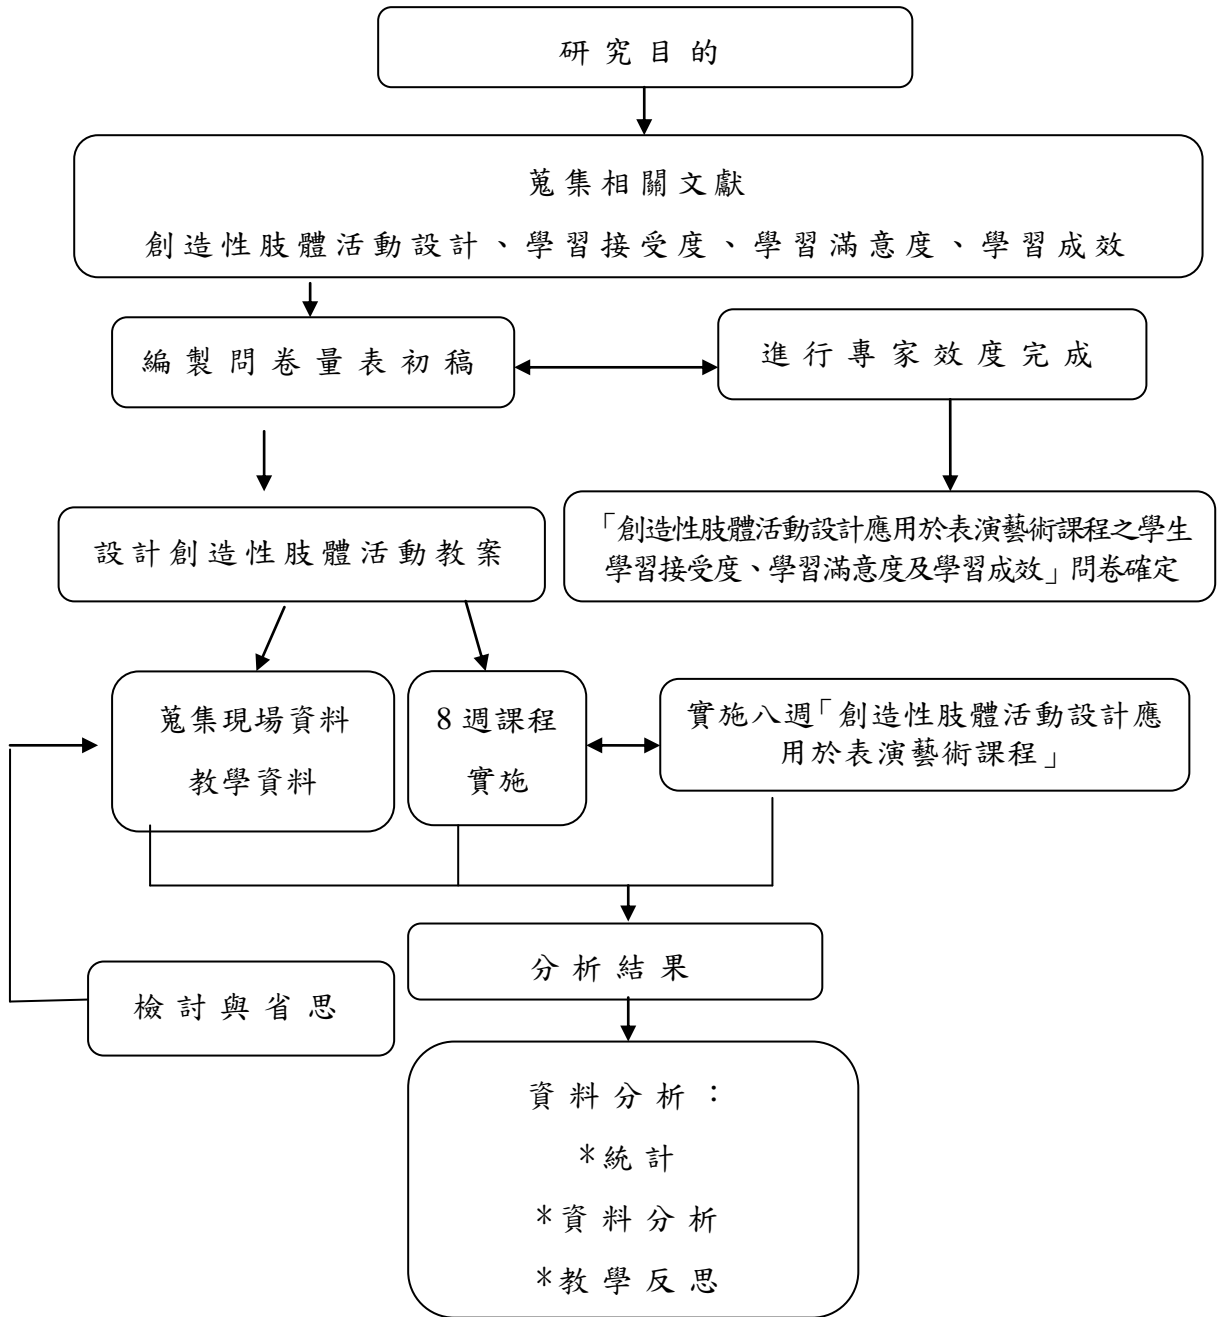 研究目的
蒐集相關文獻
創造性肢體活動設計、學習接受度、學習滿意度、學習成效
編製問卷量表初稿
進行專家效度完成
設計創造性肢體活動教案
「創造性肢體活動設計應用於表演藝術課程之學生
學習接受度、學習滿意度及學習成效」問卷確定
蒐集現場資料
教學資料
8週課程
實施
實施八週「創造性肢體活動設計應
用於表演藝術課程」
分析結果
檢討與省思
資料分析：
*統計
*資料分析
*教學反思